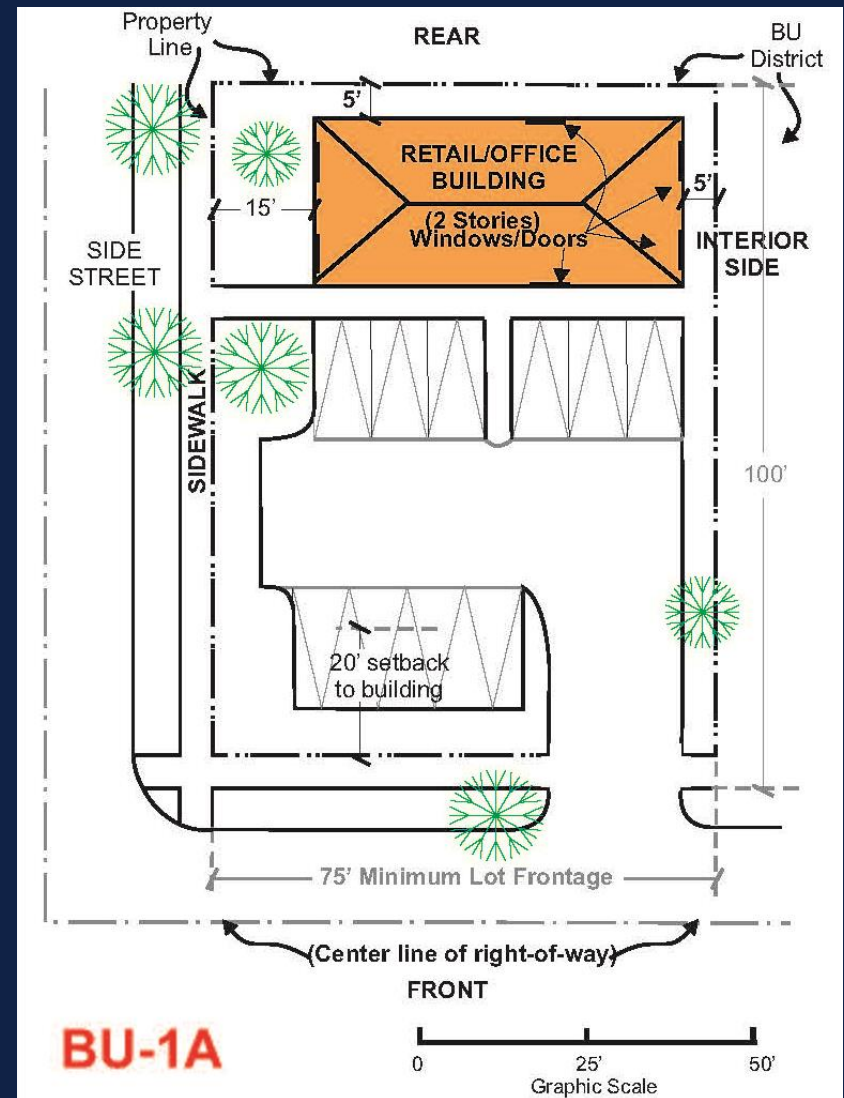 Property
Line
REAR
BU
District
5'
RETAIL/OFFICE
BUILDING
(2 Stories)
Windows/Doors
5'
15'
INTERIOR
SIDE
SIDE
STREET
SIDEWALK
100'
20' setback
to building
75' Minimum Lot Frontage
(Center line of right-of-way)
FRONT
BU-1A
0 25' 50'
Graphic Scale